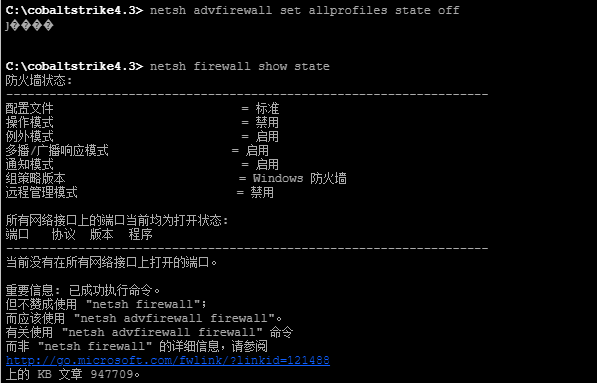 C:\cobaltstrike4.3> netsh advfirewall set allprofiles state off
C:\cobaltstrike4.3> netsh firewall show state
防火墙状态:
-------------------------------------------------------------------
配置文件 = 标准
操作模式 = 禁用
例外模式 = 启用
多播/广播响应模式 = 启用
通知模式 = 启用
组策略版本 = Windows 防火墙
远程管理模式 = 禁用
所有网络接口上的端口当前均为打开状态:
端口 协议 版本 程序
-------------------------------------------------------------------
当前没有在所有网络接口上打开的端口。
重要信息: 已成功执行命令。
但不赞成使用 "netsh firewall";
而应该使用 "netsh advfirewall firewall"。
有关使用 "netsh advfirewall firewall" 命令
而非 "netsh firewall" 的详细信息，请参阅
http://go.microsoft.com/fwlink/?linkid=121488
上的 KB 文章 947709。